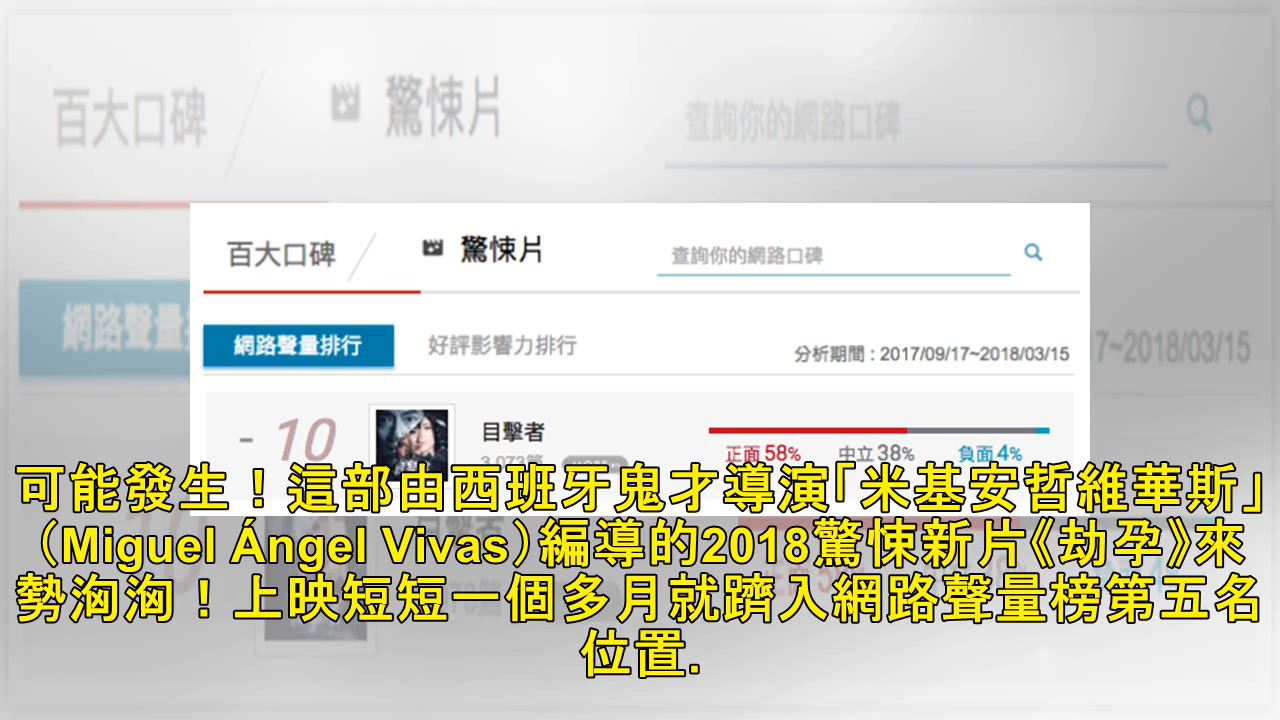 百大口碑
驚悚片
查詢你的網路口碑
百大口碑
驚悚片
查詢你的網路口碑
網路聲量排行
好評影響力排行
分析期間 : 2017/09/17~2018/03/15
7~2018/03/15
- 10
目擊者
正面 58%
中立 38%
負面 4%
可能發生！這部由西班牙鬼才導演「米基安哲維華斯」
（Miguel Ángel Vivas）編導的2018驚悚新片《劫孕》來
勢洶洶！上映短短一個多月就躋入網路聲量榜第五名
位置.